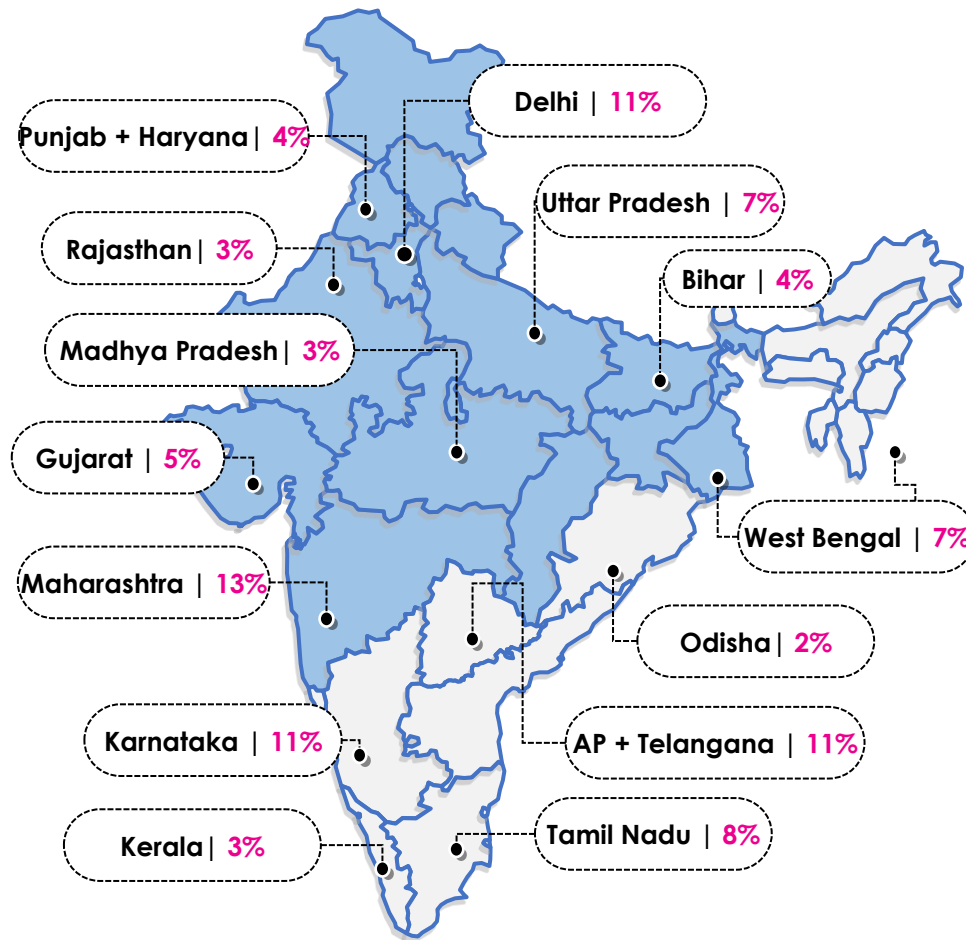 Delhi | 11%
Punjab + Haryana| 4%
Uttar Pradesh | 7%
Rajasthan| 3%
Bihar | 4%
Madhya Pradesh| 3%
Gujarat | 5%
West Bengal | 7%
Maharashtra | 13%
Odisha| 2%
Karnataka | 11%
AP + Telangana | 11%
Tamil Nadu | 8%
Kerala| 3%